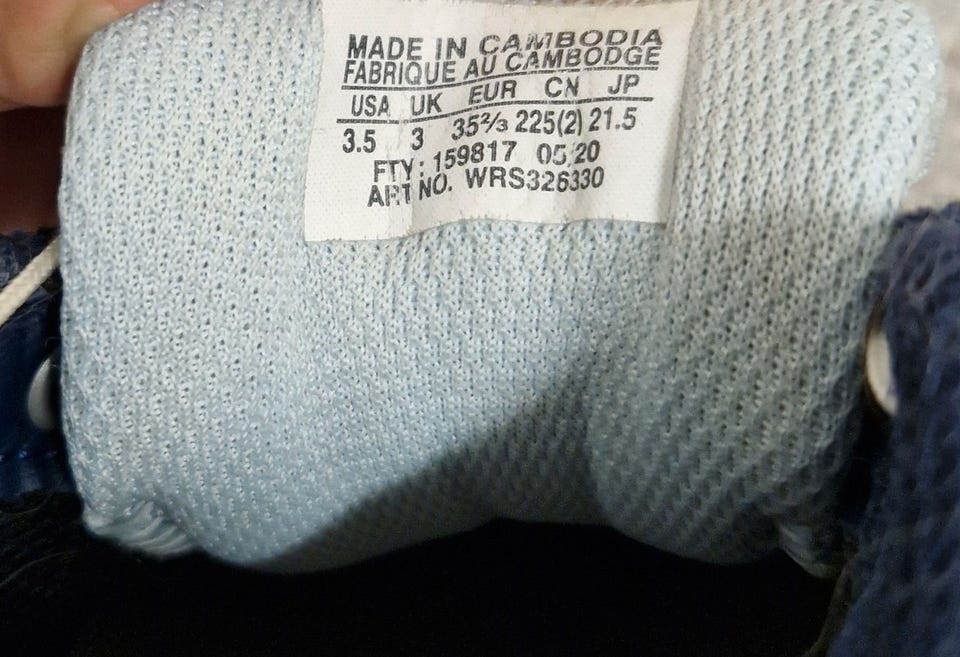 MADE IN CAMBODIA
FABRIQUE AU CAMBODGE
USA UK EUR CN JP
3.5 3 35⅔ 225(2) 21.5
FTY: 159817 05,20
ART NO. WRS326330